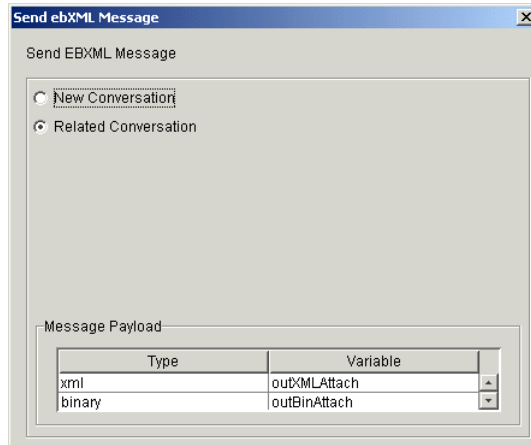 Send ebXML Message
Send EBXML Message
New Conversation
Related Conversation
Message Payload
Type Variable
xml outXMLAttach
binary outBinAttach